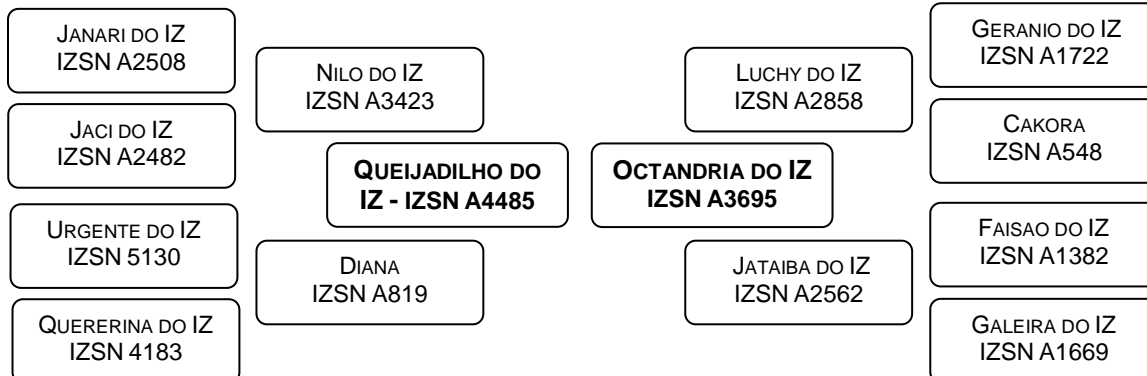 JANARI DO IZ
IZSN A2508
JACI DO IZ
IZSN A2482
URGENTE DO IZ
IZSN 5130
QUERERINA DO IZ
IZSN 4183
NILO DO IZ
IZSN A3423
DIANA
IZSN A819
QUEIJADILHO DO
IZ - IZSN A4485
OCTANDRIA DO IZ
IZSN A3695
LUCHY DO IZ
IZSN A2858
JATAIBA DO IZ
IZSN A2562
GERANIO DO IZ
IZSN A1722
CAKORA
IZSN A548
FAISAO DO IZ
IZSN A1382
GALEIRA DO IZ
IZSN A1669